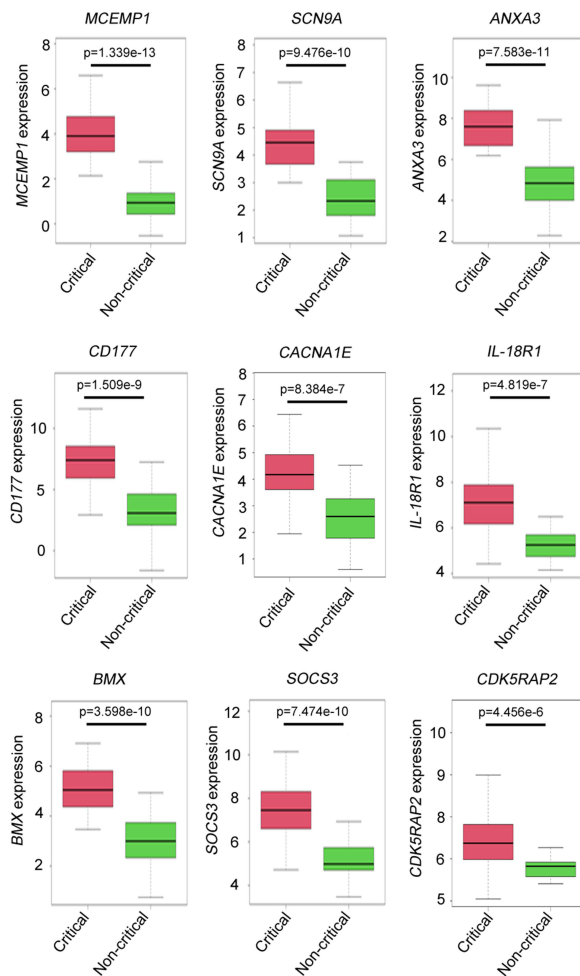 MCEMP1
p=1.339e-13
MCEMP1 expression
8
6
4
2
0
Critical
Non-critical
SCN9A
p=9.476e-10
SCN9A expression
8
7
6
5
4
3
2
1
Critical
Non-critical
ANXA3
p=7.583e-11
ANXA3 expression
10
8
6
4
2
Critical
Non-critical
CD177
p=1.509e-9
CD177 expression
10
5
0
Critical
Non-critical
CACNA1E
p=8.384e-7
CACNA1E expression
8
7
6
5
4
3
2
1
Critical
Non-critical
IL-18R1
p=4.819e-7
IL-18R1 expression
12
10
8
6
4
Critical
Non-critical
BMX
p=3.598e-10
BMX expression
8
6
4
2
Critical
Non-critical
SOCS3
p=7.474e-10
SOCS3 expression
12
10
8
6
4
Critical
Non-critical
CDK5RAP2
p=4.456e-6
CDK5RAP2 expression
8
10
8
6
5
Critical
Non-critical